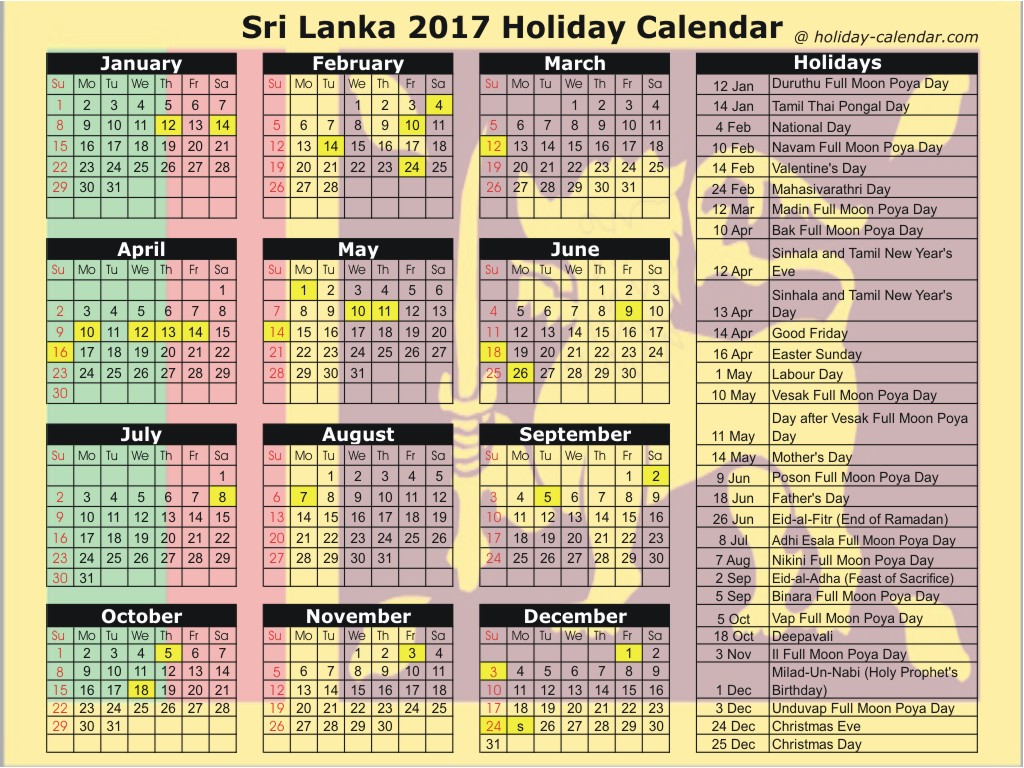 Sri Lanka 2017 Holiday Calendar
@ holiday-calendar.com
January
Su Mo Tu We Th Fr Sa
1 2 3 4 5 6 7
8 9 10 11 12 13 14
15 16 17 18 19 20 21
22 23 24 25 26 27 28
29 30 31
February
Su Mo Tu We Th Fr Sa
1 2 3 4
5 6 7 8 9 10 11
12 13 14 15 16 17 18
19 20 21 22 23 24 25
26 27 28
March
Su Mo Tu We Th Fr Sa
1 2 3 4
5 6 7 8 9 10 11
12 13 14 15 16 17 18
19 20 21 22 23 24 25
26 27 28 29 30 31
April
Su Mo Tu We Th Fr Sa
1
2 3 4 5 6 7 8
9 10 11 12 13 14 15
16 17 18 19 20 21 22
23 24 25 26 27 28 29
30
May
Su Mo Tu We Th Fr Sa
1 2 3 4 5 6
7 8 9 10 11 12 13
14 15 16 17 18 19 20
21 22 23 24 25 26 27
28 29 30 31
June
Su Mo Tu We Th Fr Sa
1 2 3
4 5 6 7 8 9 10
11 12 13 14 15 16 17
18 19 20 21 22 23 24
25 26 27 28 29 30
July
Su Mo Tu We Th Fr Sa
1
2 3 4 5 6 7 8
9 10 11 12 13 14 15
16 17 18 19 20 21 22
23 24 25 26 27 28 29
30 31
August
Su Mo Tu We Th Fr Sa
1 2 3 4 5
6 7 8 9 10 11 12
13 14 15 16 17 18 19
20 21 22 23 24 25 26
27 28 29 30 31
September
Su Mo Tu We Th Fr Sa
1 2
3 4 5 6 7 8 9
10 11 12 13 14 15 16
17 18 19 20 21 22 23
24 25 26 27 28 29 30
October
Su Mo Tu We Th Fr Sa
1 2 3 4 5 6 7
8 9 10 11 12 13 14
15 16 17 18 19 20 21
22 23 24 25 26 27 28
29 30 31
November
Su Mo Tu We Th Fr Sa
1 2 3 4
5 6 7 8 9 10 11
12 13 14 15 16 17 18
19 20 21 22 23 24 25
26 27 28 29 30
December
Su Mo Tu We Th Fr Sa
1 2
3 4 5 6 7 8 9
10 11 12 13 14 15 16
17 18 19 20 21 22 23
24 s 26 27 28 29 30
31
Holidays
12 Jan Duruthu Full Moon Poya Day
14 Jan Tamil Thai Pongal Day
4 Feb National Day
10 Feb Navam Full Moon Poya Day
14 Feb Valentine's Day
24 Feb Mahasivarathri Day
12 Mar Madin Full Moon Poya Day
10 Apr Bak Full Moon Poya Day
Sinhala and Tamil New Year's
12 Apr Eve
Sinhala and Tamil New Year's
13 Apr Day
14 Apr Good Friday
16 Apr Easter Sunday
1 May Labour Day
10 May Vesak Full Moon Poya Day
Day after Vesak Full Moon Poya
11 May Day
14 May Mother's Day
9 Jun Poson Full Moon Poya Day
18 Jun Father's Day
26 Jun Eid-al-Fitr (End of Ramadan)
8 Jul Adhi Esala Full Moon Poya Day
7 Aug Nikini Full Moon Poya Day
2 Sep Eid-al-Adha (Feast of Sacrifice)
5 Sep Binara Full Moon Poya Day
5 Oct Vap Full Moon Poya Day
18 Oct Deepavali
3 Nov Il Full Moon Poya Day
Milad-Un-Nabi (Holy Prophet's
1 Dec Birthday)
3 Dec Unduvap Full Moon Poya Day
24 Dec Christmas Eve
25 Dec Christmas Day